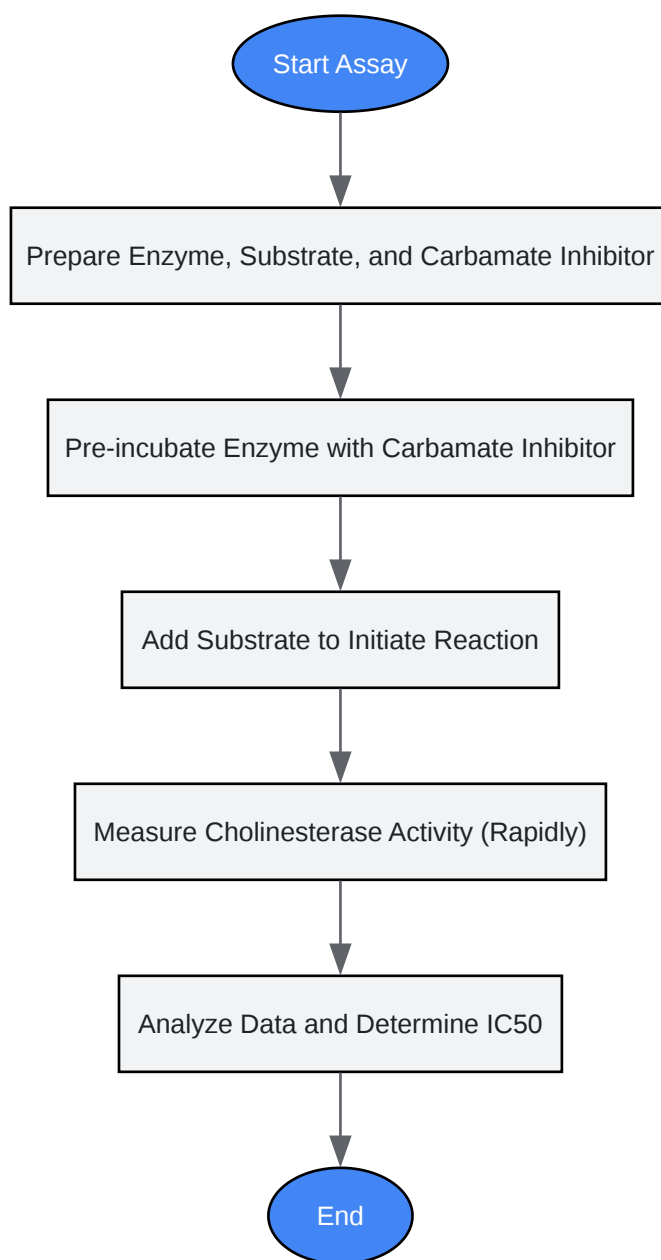 Start Assay
Prepare Enzyme, Substrate, and Carbamate Inhibitor
Pre-incubate Enzyme with Carbamate Inhibitor
Add Substrate to Initiate Reaction
Measure Cholinesterase Activity (Rapidly)
Analyze Data and Determine IC50
End